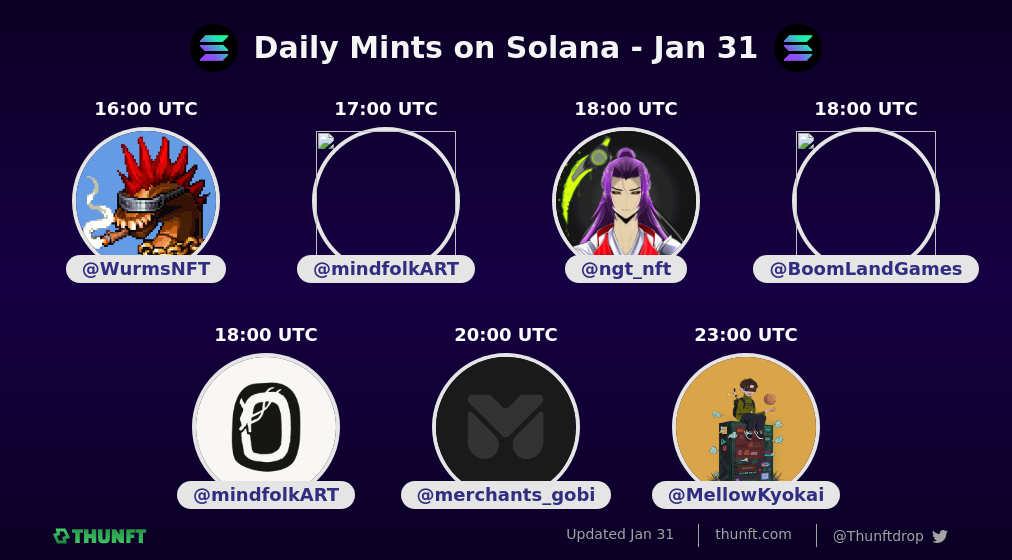 Daily Mints on Solana - Jan 31
16:00 UTC
@WurmsNFT
17:00 UTC
@mindfolkART
18:00 UTC
@ngt_nft
18:00 UTC
@BoomLandGames
18:00 UTC
@mindfolkART
20:00 UTC
@merchants_gobi
23:00 UTC
@MellowKyokai
THUNFT
Updated Jan 31
thunft.com
@Thunftdrop